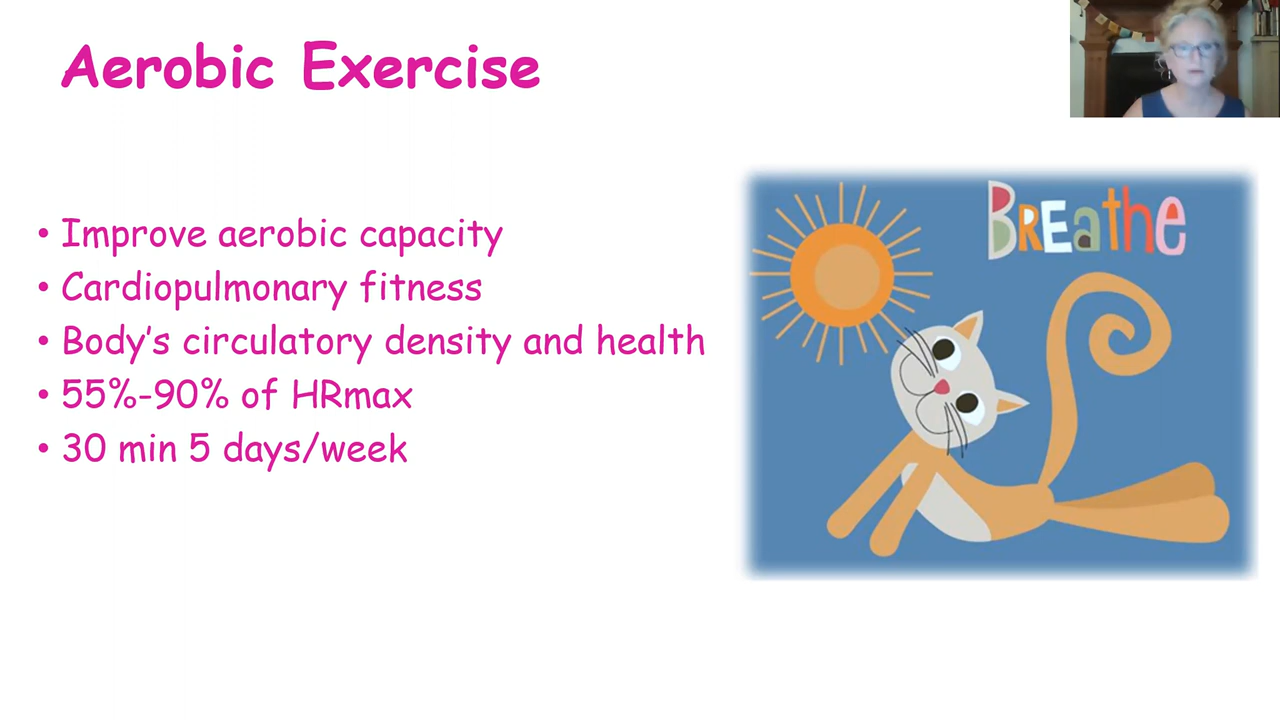 Aerobic Exercise
BREathe
• Improve aerobic capacity
• Cardiopulmonary fitness
• Body's circulatory density and health
• 55%-90% of HRmax
• 30 min 5 days/week